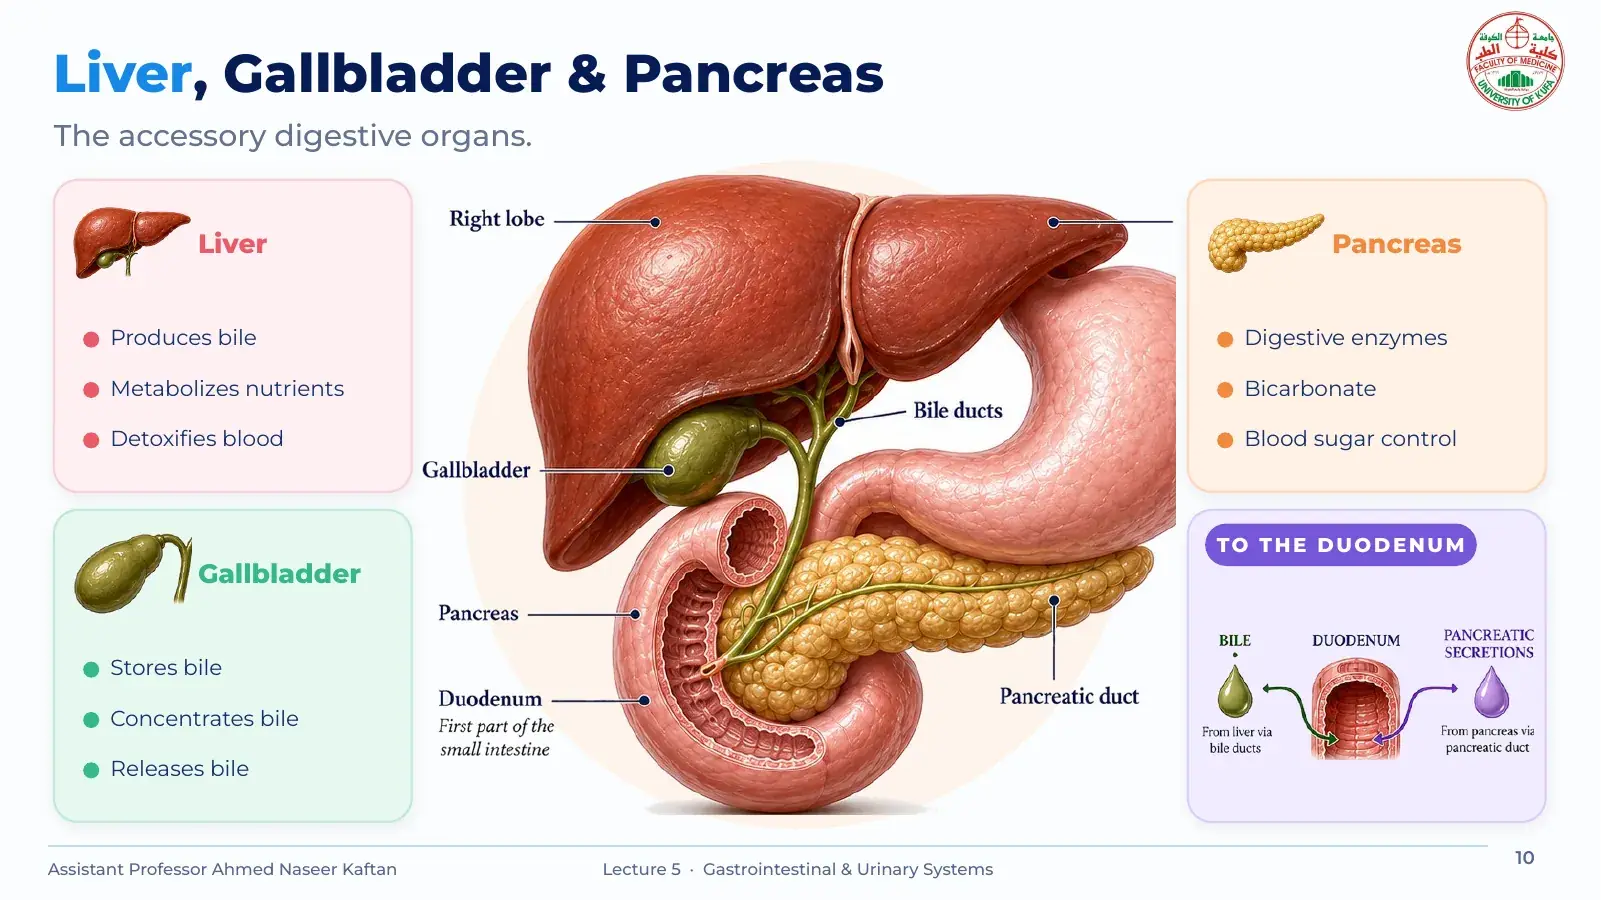 Liver, Gallbladder & Pancreas
The accessory digestive organs.
جامعة الكوفة
كلية الطب
FACULTY OF MEDICINE
UNIVERSITY OF KUFA
Liver
Produces bile
Metabolizes nutrients
Detoxifies blood
Gallbladder
Stores bile
Concentrates bile
Releases bile
Right lobe
Bile ducts
Gallbladder
Pancreas
Duodenum
First part of the
small intestine
Pancreatic duct
Pancreas
Digestive enzymes
Bicarbonate
Blood sugar control
TO THE DUODENUM
BILE
DUODENUM
PANCREATIC
SECRETIONS
From liver via
bile ducts
From pancreas via
pancreatic duct
Assistant Professor Ahmed Naseer Kaftan
Lecture 5 · Gastrointestinal & Urinary Systems
10